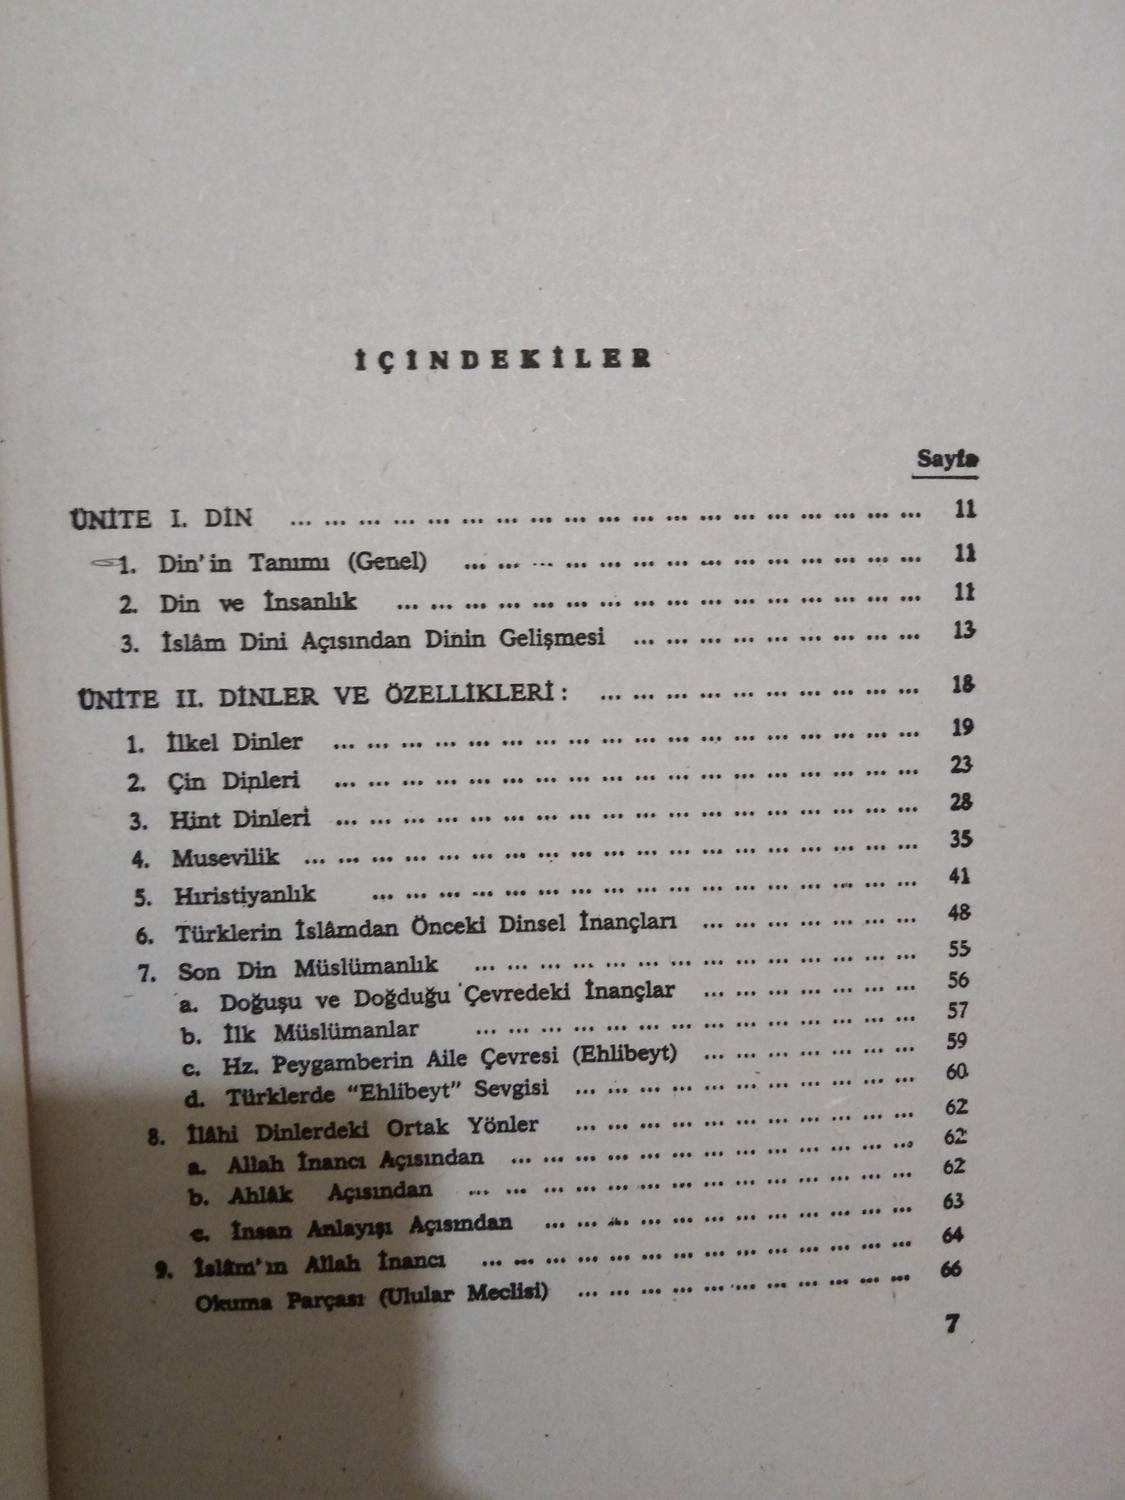 İÇİNDEKİLER
Sayfa
ÜNİTE I. DİN ... ... ... ... ... ... ... ... ... ... ... ... ... ... ... ... ... ... ... 11
1. Din'in Tanımı (Genel) ... ... ... ... ... ... ... ... ... ... ... ... ... ... 11
2. Din ve İnsanlık ... ... ... ... ... ... ... ... ... ... ... ... ... ... ... ... 11
3. İslâm Dini Açısından Dinin Gelişmesi ... ... ... ... ... ... ... ... ... 13
ÜNİTE II. DİNLER VE ÖZELLİKLERİ: ... ... ... ... ... ... ... ... ... ... 18
1. İlkel Dinler ... ... ... ... ... ... ... ... ... ... ... ... ... ... ... ... ... ... 19
2. Çin Dinleri ... ... ... ... ... ... ... ... ... ... ... ... ... ... ... ... ... ... 23
3. Hint Dinleri ... ... ... ... ... ... ... ... ... ... ... ... ... ... ... ... ... ... 28
4. Musevilik ... ... ... ... ... ... ... ... ... ... ... ... ... ... ... ... ... ... ... 35
5. Hıristiyanlık ... ... ... ... ... ... ... ... ... ... ... ... ... ... ... ... ... 41
6. Türklerin İslâmdan Önceki Dinsel İnançları ... ... ... ... ... ... ... 48
7. Son Din Müslümanlık ... ... ... ... ... ... ... ... ... ... ... ... ... ... 55
a. Doğuşu ve Doğduğu Çevredeki İnançlar ... ... ... ... ... ... ... 56
b. İlk Müslümanlar ... ... ... ... ... ... ... ... ... ... ... ... ... ... 57
c. Hz. Peygamberin Aile Çevresi (Ehlibeyt) ... ... ... ... ... ... ... 59
d. Türklerde "Ehlibeyt" Sevgisi ... ... ... ... ... ... ... ... ... ... ... 60
8. İlâhi Dinlerdeki Ortak Yönler ... ... ... ... ... ... ... ... ... ... ... 62
a. Allah İnancı Açısından ... ... ... ... ... ... ... ... ... ... ... ... ... 62
b. Ahlâk Açısından ... ... ... ... ... ... ... ... ... ... ... ... ... ... 62
c. İnsan Anlayışı Açısından ... ... ... ... ... ... ... ... ... ... ... ... 63
9. İslâm'ın Allah İnancı ... ... ... ... ... ... ... ... ... ... ... ... ... ... 64
Okuma Parçası (Ulular Meclisi) ... ... ... ... ... ... ... ... ... ... ... 66
7